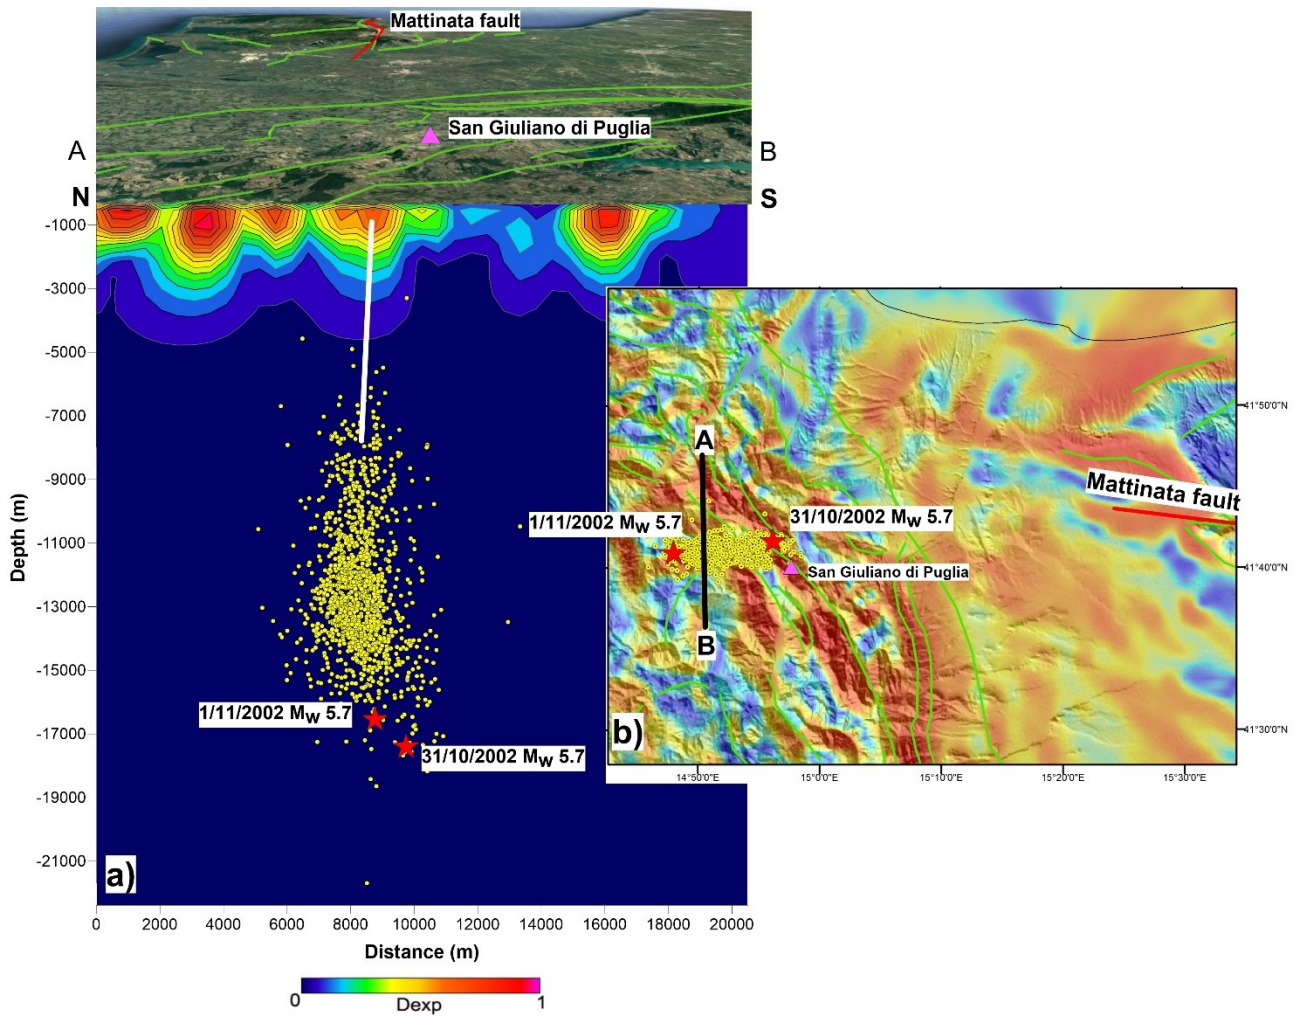 Mattinata fault
San Giuliano di Puglia
A
B
N
S
-1000
-3000
-5000
-7000
-9000
-11000
-13000
-15000
-17000
-19000
-21000
Depth (m)
1/11/2002 MW 5.7
31/10/2002 MW 5.7
a)
0
2000
4000
6000
8000
10000
12000
14000
16000
18000
20000
Distance (m)
0
1
Dexp
A
Mattinata fault
1/11/2002 MW 5.7
31/10/2002 MW 5.7
San Giuliano di Puglia
B
b)
41°50'0"N
41°40'0"N
41°30'0"N
14°50'0"E
15°0'0"E
15°10'0"E
15°20'0"E
15°30'0"E